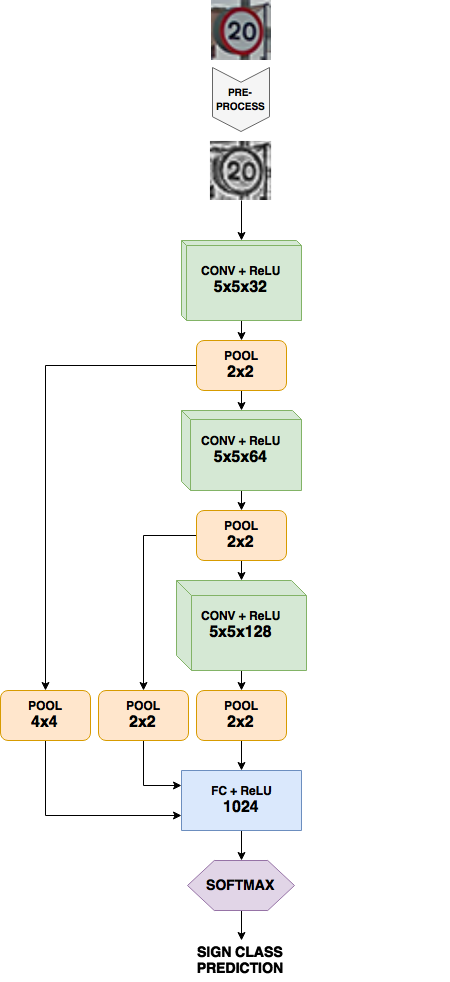 20
PRE-
PROCESS
20
CONV + ReLU
5x5x32
POOL
2x2
CONV + ReLU
5x5x64
POOL
2x2
CONV + ReLU
5x5x128
POOL
4x4
POOL
2x2
POOL
2x2
FC + ReLU
1024
SOFTMAX
SIGN CLASS
PREDICTION